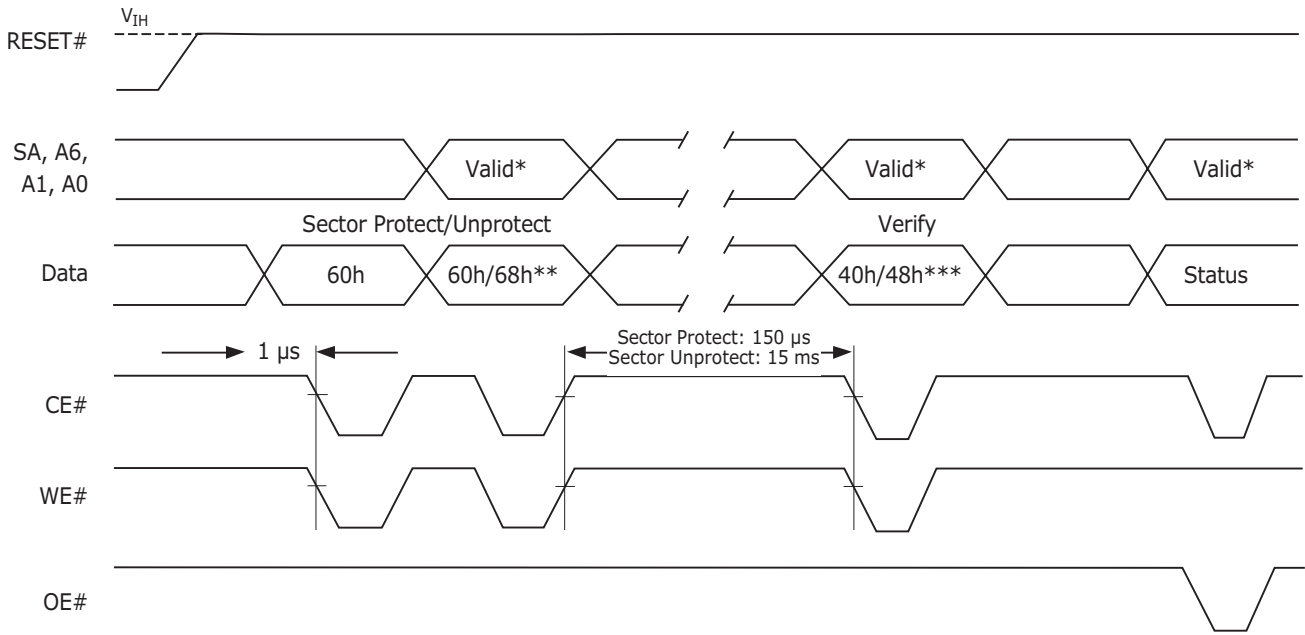 V_IH
RESET#
SA, A6,
A1, A0
Valid*
Valid*
Valid*
Sector Protect/Unprotect
Verify
Data
60h
60h/68h**
40h/48h***
Status
1 µs
Sector Protect: 150 µs
Sector Unprotect: 15 ms
CE#
WE#
OE#